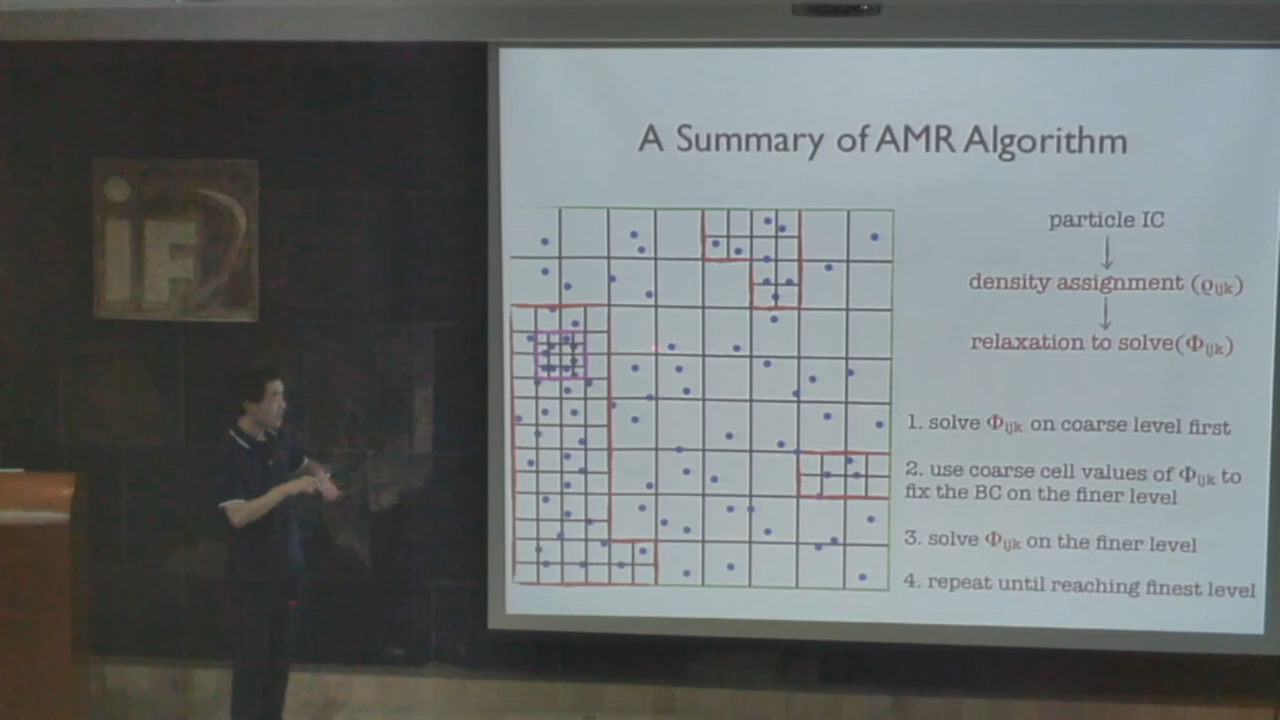 iF
A Summary of AMR Algorithm
particle IC
density assignment (ϱijk)
relaxation to solve(Φijk)
1. solve Φijk on coarse level first
2. use coarse cell values of Φijk to
fix the BC on the finer level
3. solve Φijk on the finer level
4. repeat until reaching finest level